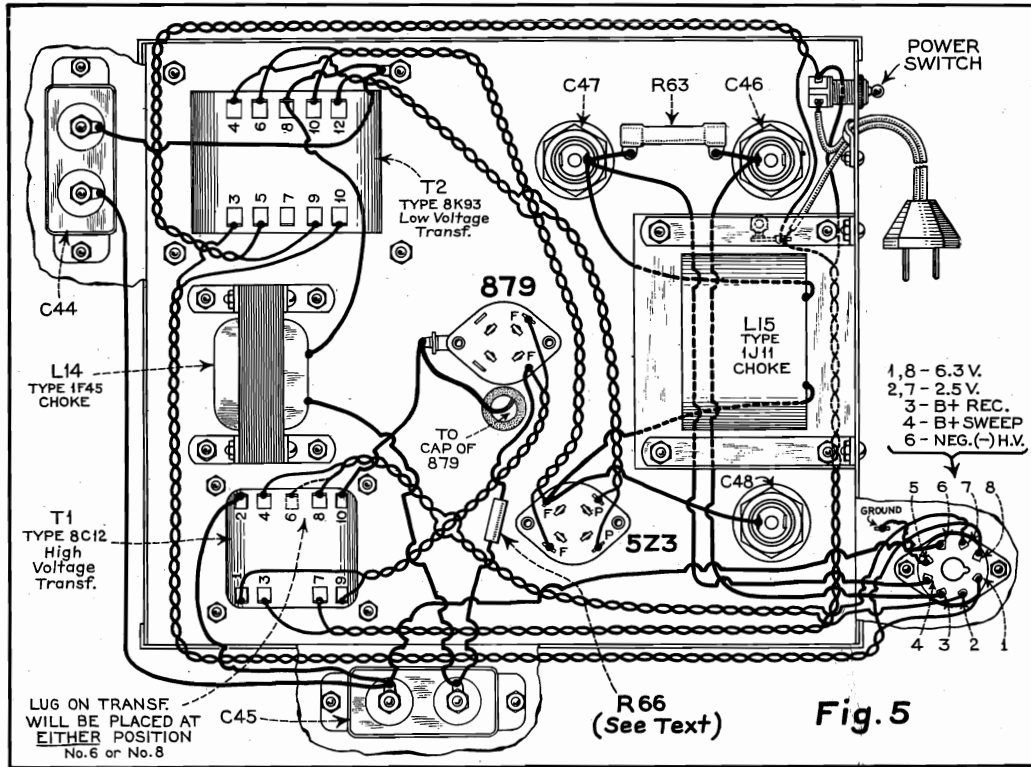 POWER
SWITCH
C47
R63
C46
4 6 8 10 12
T2
TYPE 8K93
Low Voltage
Transf.
3 5 7 9 10
C44
879
F
F
L15
TYPE
1J11
CHOKE
L14
TYPE 1F45
CHOKE
1,8 - 6.3 V.
2,7 - 2.5 V.
3 - B+ REC.
4 - B+ SWEEP
6 - NEG.(-) H.V.
TO
CAP OF
879
C48
5 6 7 8
GROUND
2 4 6 8 10
F P
F P
5Z3
T1
TYPE 8C12
High
Voltage
Transf.
1 3 7 9
4 3 2 1
LUG ON TRANSF.
WILL BE PLACED AT
EITHER POSITION
No.6 or No.8
C45
R66
(See Text)
Fig. 5